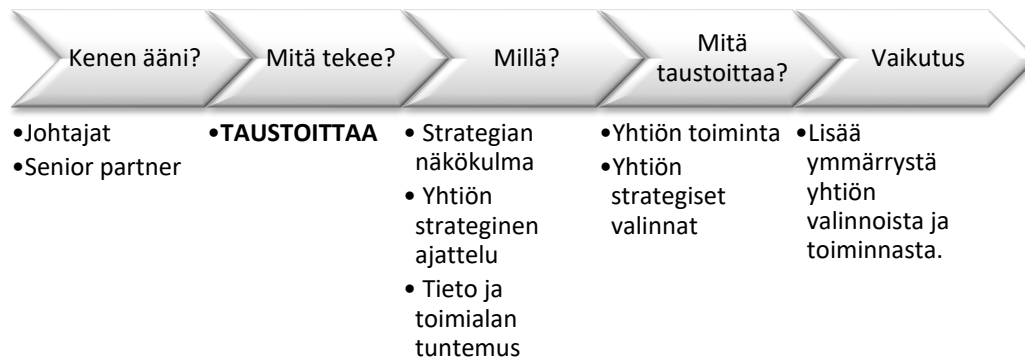 Kenen ääni?
Mitä tekee?
Millä?
Mitä
taustoittaa?
Vaikutus
•Johtajat
•Senior partner
•TAUSTOITTAA
• Strategian
näkökulma
• Yhtiön
strateginen
ajattelu
• Tieto ja
toimialan
tuntemus
•Yhtiön toiminta
•Yhtiön
strategiset
valinnat
•Lisää
ymmärrystä
yhtiön
valinnoista ja
toiminnasta.